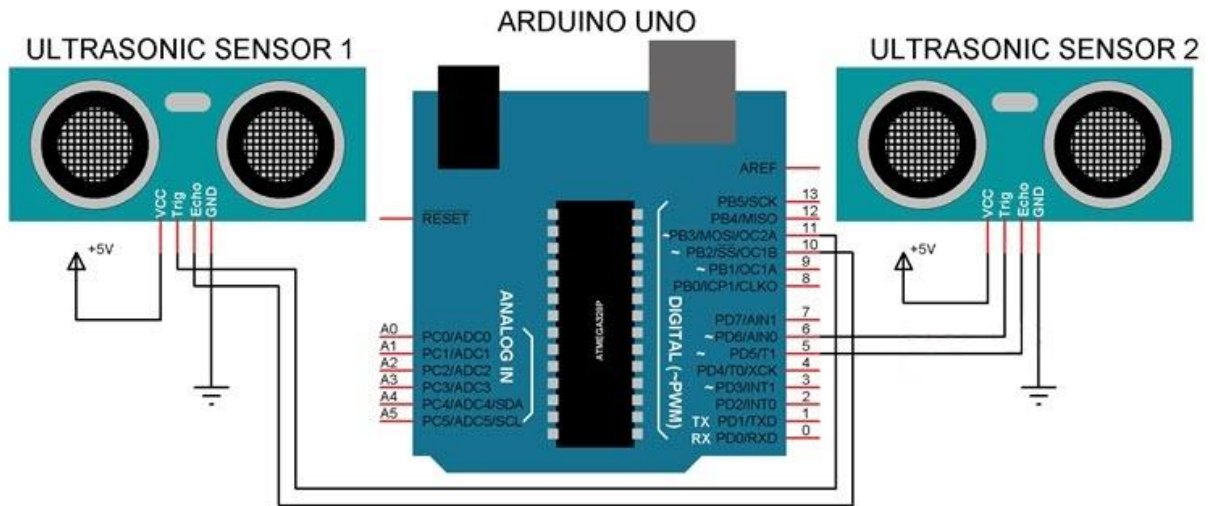 ARDUINO UNO
ULTRASONIC SENSOR 1
VCC
Trig
Echo
GND
+5V
RESET
A0 PC0/ADC0
A1 PC1/ADC1
A2 PC2/ADC2
A3 PC3/ADC3
A4 PC4/ADC4/SDA
A5 PC5/ADC5/SCL
ANALOG IN
ATMEGA328P
DIGITAL (~PWM)
AREF
PB5/SCK 13
PB4/MISO 12
~PB3/MOSI/OC2A 11
~ PB2/SS/OC1B 10
~ PB1/OC1A 9
PB0/ICP1/CLKO 8
PD7/AIN1 7
~PD6/AIN0 6
~ PD5/T1 5
PD4/T0/XCK 4
~PD3/INT1 3
PD2/INT0 2
TX PD1/TXD 1
RX PD0/RXD 0
ULTRASONIC SENSOR 2
VCC
Trig
Echo
GND
+5V